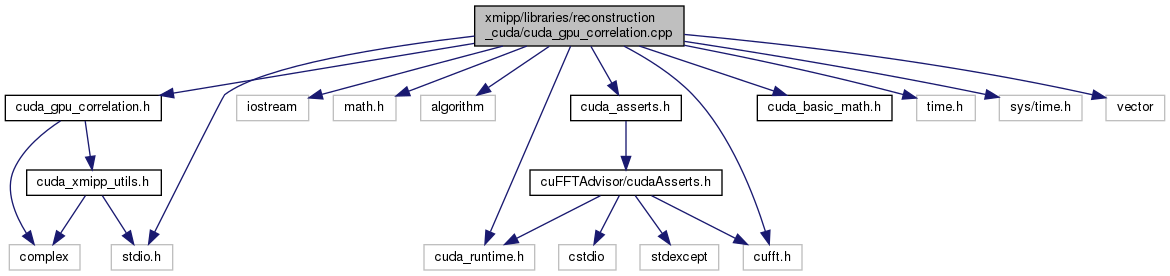 xmipp/libraries/reconstruction
_cuda/cuda_gpu_correlation.cpp
cuda_gpu_correlation.h
iostream
math.h
algorithm
cuda_asserts.h
cuda_basic_math.h
time.h
sys/time.h
vector
cuda_xmipp_utils.h
cuFFTAdvisor/cudaAsserts.h
complex
stdio.h
cuda_runtime.h
cstdio
stdexcept
cufft.h